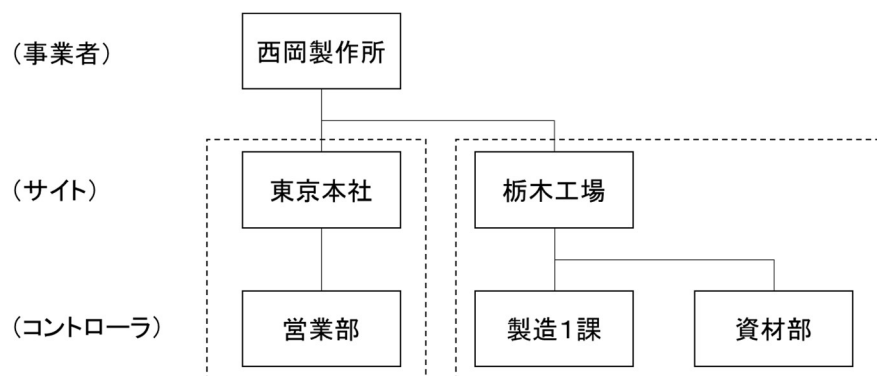 （事業者）
西岡製作所
（サイト）
東京本社
栃木工場
（コントローラ）
営業部
製造１課
資材部